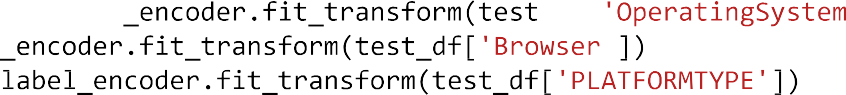 _encoder.fit_transform(test 'OperatingSystem
_encoder.fit_transform(test_df['Browser ])
label_encoder.fit_transform(test_df['PLATFORMTYPE'])